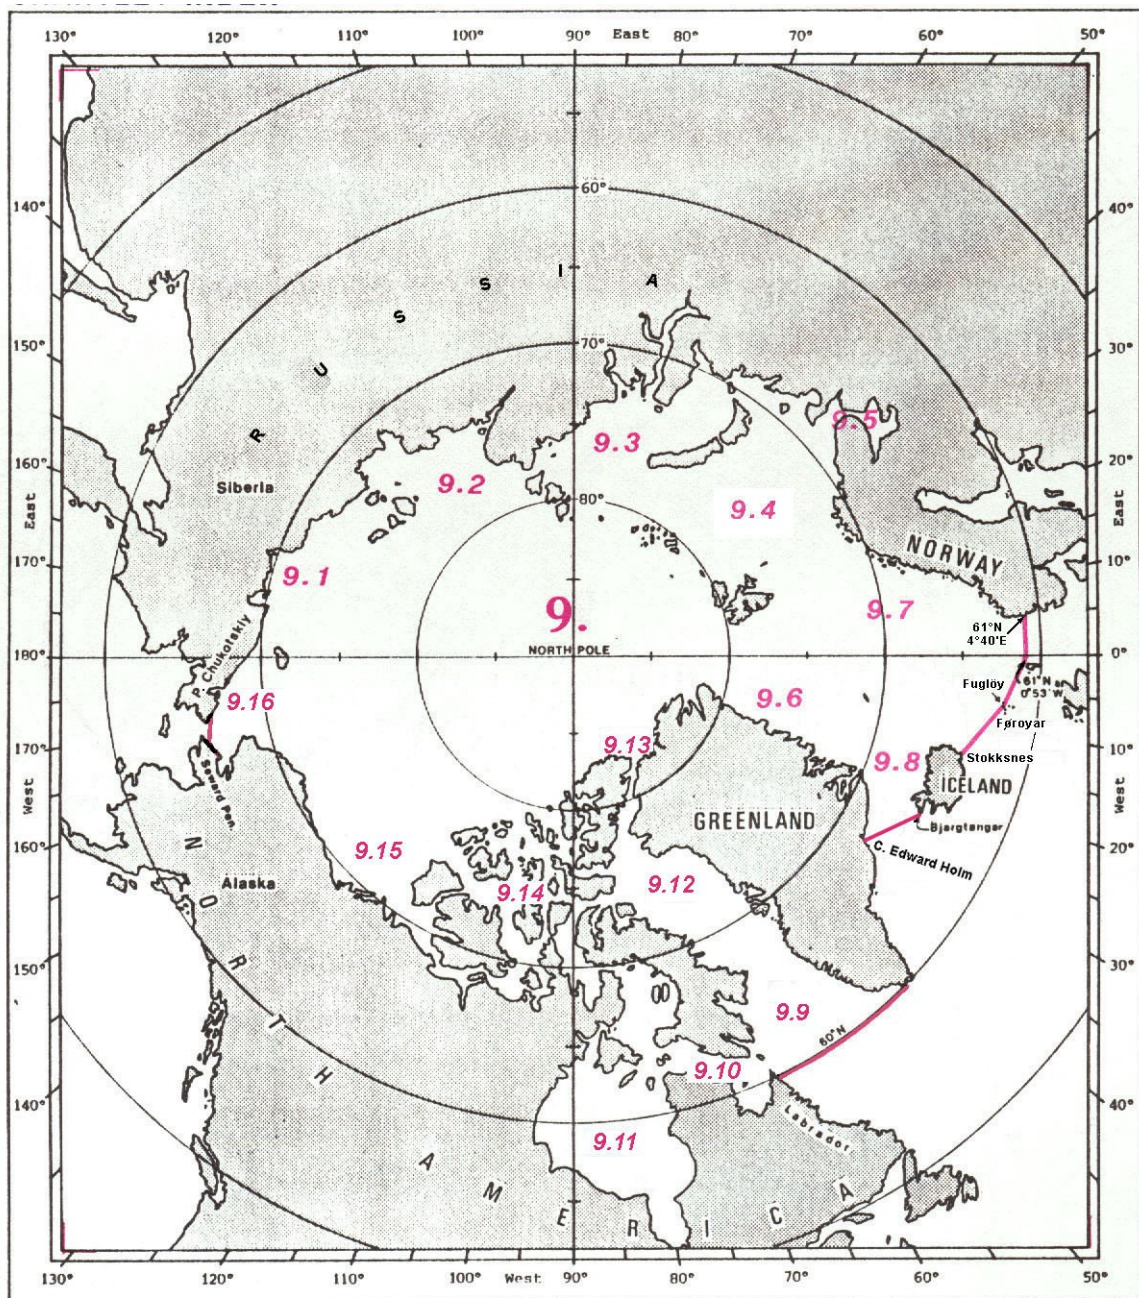 130° 120° 110° 100° 90° East 80° 70° 60° 50°
60°
140° 40°
R U S S I A
150° 70° 30°
9.5
9.3
160° 9.2 20°
Siberia
East 80° 9.4 East
NORWAY
170° 9.1 10°
9. 9.7
61°N
4°40'E
P. Chukotskiy
NORTH POLE
180° 0°
61°N
0°53'W
9.16 9.6 Fuglöy
Føroyar
170° 9.13 9.8 Stokksnes 10°
West West
Seward Pen. ICELAND
GREENLAND Bjargtangar
160° 9.15 C. Edward Holm 20°
Alaska 9.14 9.12
150° 30°
9.9
60°N
9.10
140° 40°
Labrador
9.11
NORTH AMERICA
130° 120° 110° 100° West 90° 80° 70° 60° 50°